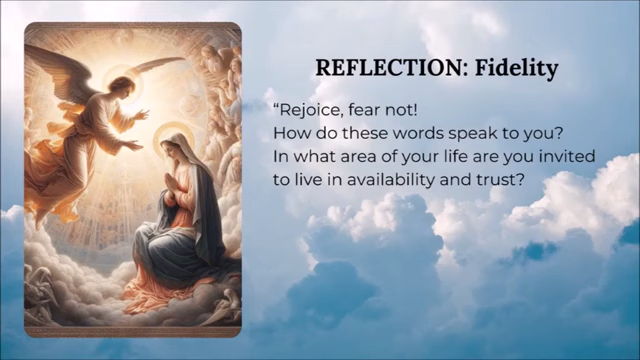 REFLECTION: Fidelity
“Rejoice, fear not!
How do these words speak to you?
In what area of your life are you invited
to live in availability and trust?